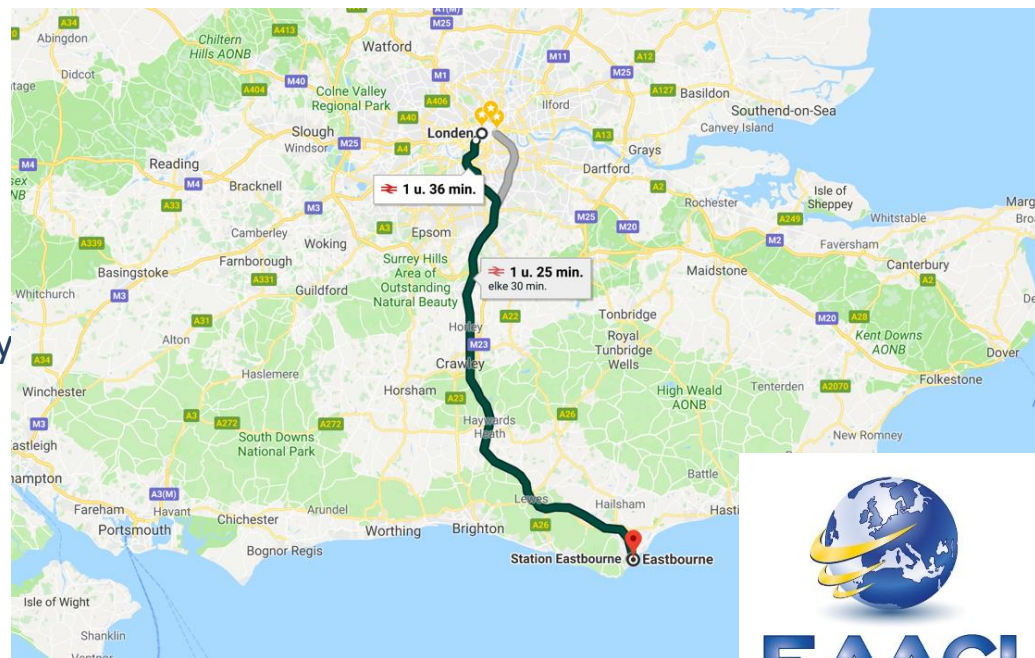 A34
A413
A1(M)
M25
Abingdon
Chiltern
Hills AONB
Watford
M11
A12
Didcot
M40
M1
M25
Colne Valley
Regional Park
A404
A406
Ilford
A127
Basildon
A40
Southend-on-Sea
Slough
Londen
A13
Canvey Island
Windsor
M25
A4
Grays
M4
Reading
Dartford
M4
1 u. 36 min.
A2
Isle of
Sheppey
Bracknell
A33
M3
Rochester
A249
Whitstable
A3
Epsom
M25
M20
Camberley
Woking
M2
Faversham
A339
Farnborough
Surrey Hills
Area of
Outstanding
Natural Beauty
1 u. 25 min.
elke 30 min.
Maidstone
Canterbury
Basingstoke
A331
Guildford
A2
Whitchurch
M3
A22
Tonbridge
A31
Horley
Royal
Tunbridge
Wells
M20
A28
Kent Downs
AONB
Alton
M23
y
A34
Crawley
Dover
Haslemere
Folkestone
Winchester
Horsham
A23
High Weald
AONB
Tenterden
A2070
A3
A272
A272
Haywards
Heath
A26
M3
South Downs
National Park
New Romney
Battle
A3(M)
Lewes
Hailsham
Fareham
Havant
Arundel
A26
Portsmouth
Chichester
Worthing
Brighton
Bognor Regis
Station Eastbourne
Eastbourne
Isle of Wight
Shanklin
EAACI